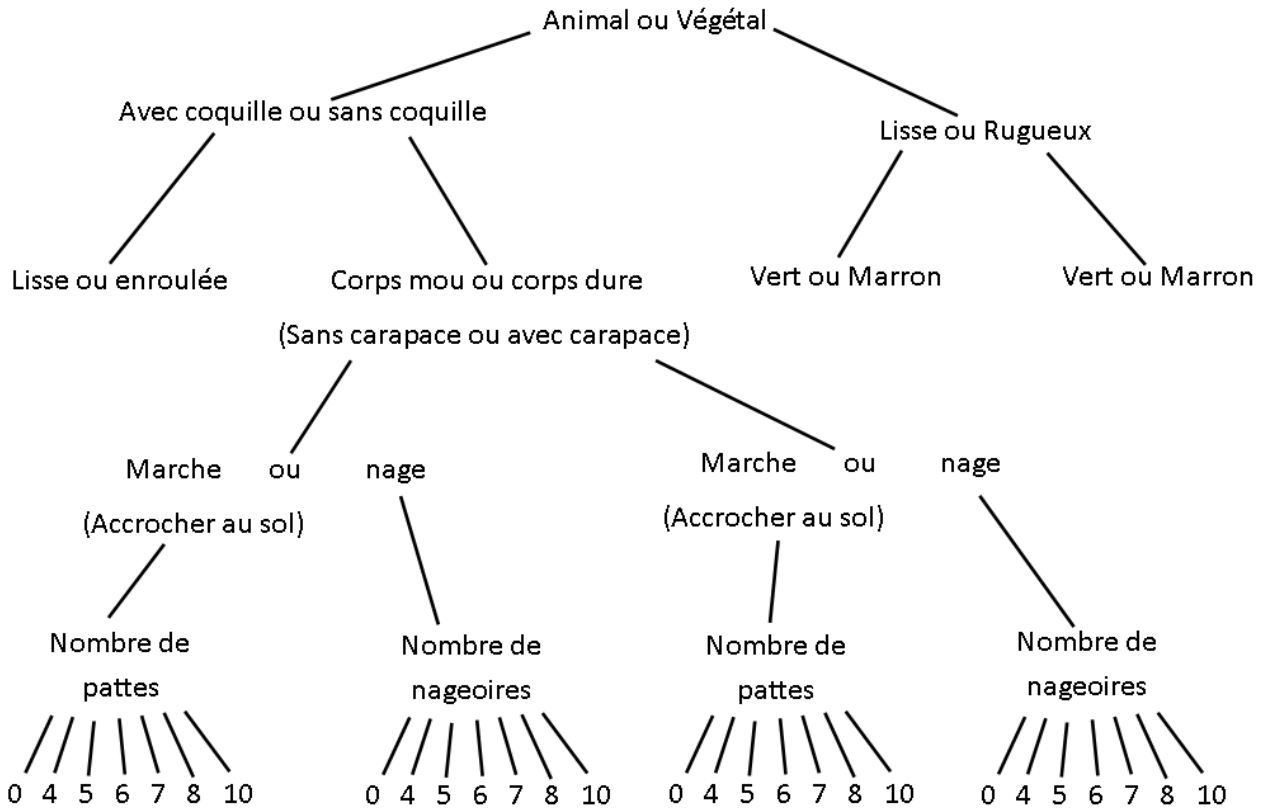 Animal ou Végétal
Avec coquille ou sans coquille
Lisse ou Rugueux
Lisse ou enroulée
Corps mou ou corps dure
(Sans carapace ou avec carapace)
Vert ou Marron
Vert ou Marron
Marche ou nage
(Accrocher au sol)
Marche ou nage
(Accrocher au sol)
Nombre de
pattes
Nombre de
nageoires
Nombre de
pattes
Nombre de
nageoires
0 4 5 6 7 8 10
0 4 5 6 7 8 10
0 4 5 6 7 8 10
0 4 5 6 7 8 10